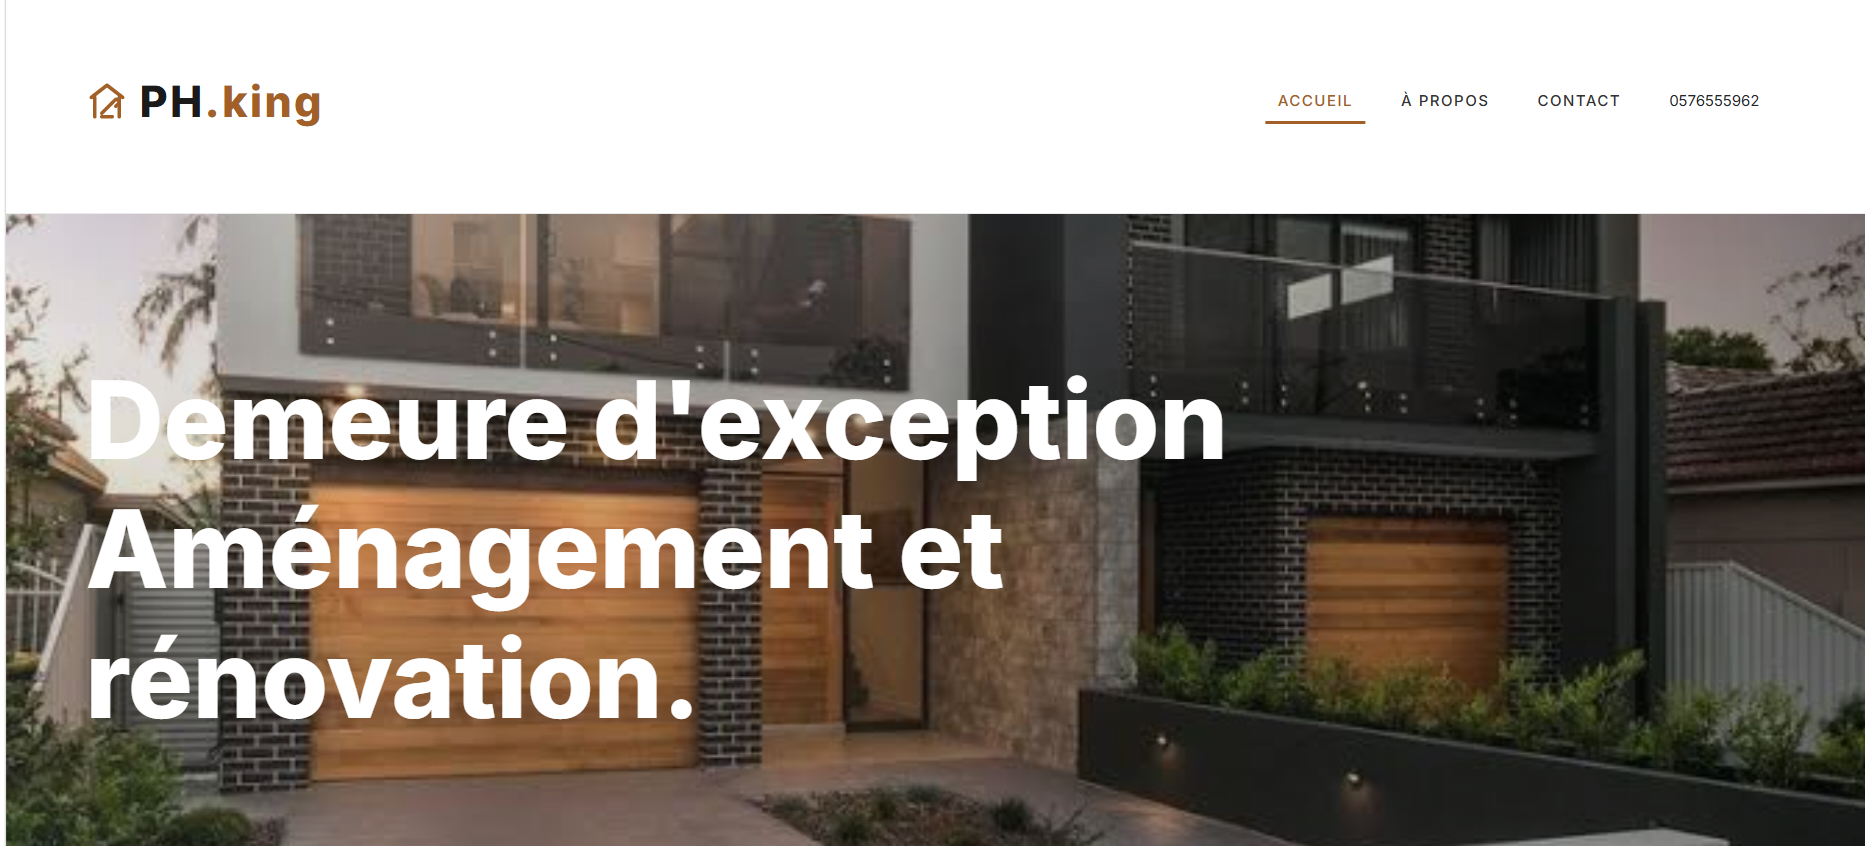 PH.king
ACCUEIL
À PROPOS
CONTACT
0576555962
Demeure d'exception
Aménagement et
rénovation.